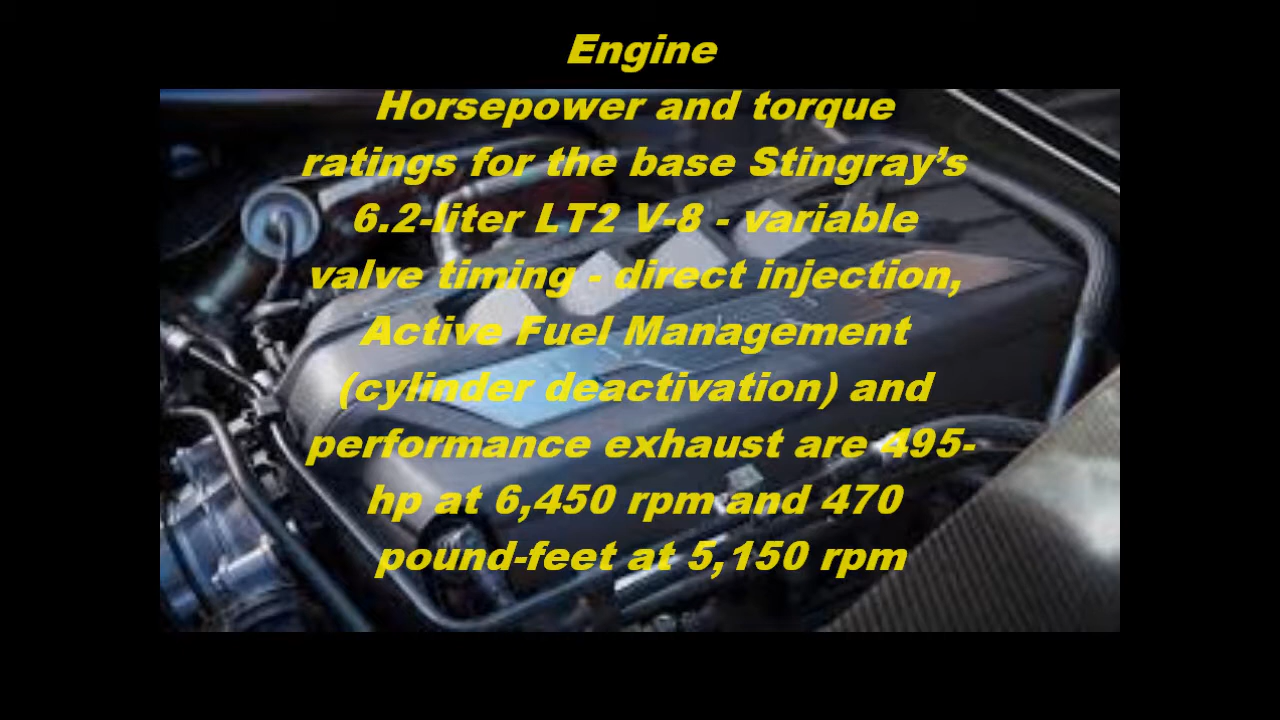 Engine
Horsepower and torque
ratings for the base Stingray’s
6.2-liter LT2 V-8 - variable
valve timing - direct injection,
Active Fuel Management
(cylinder deactivation) and
performance exhaust are 495-
hp at 6,450 rpm and 470
pound-feet at 5,150 rpm